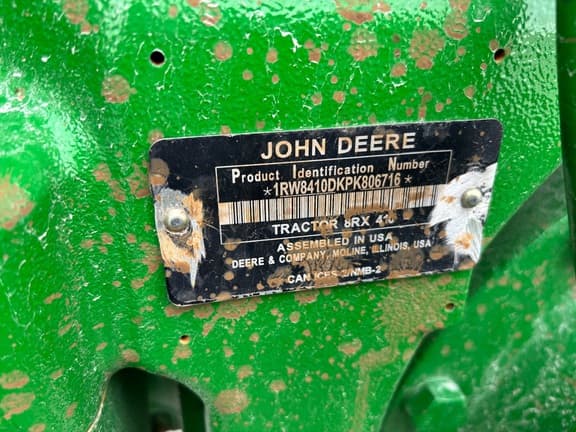 JOHN DEERE
Product Identification Number
*1RW8410DKPK806716*
TRACTOR 8RX 410
ASSEMBLED IN USA
DEERE & COMPANY, MOLINE, ILLINOIS, USA
CAN ICES-2/NMB-2